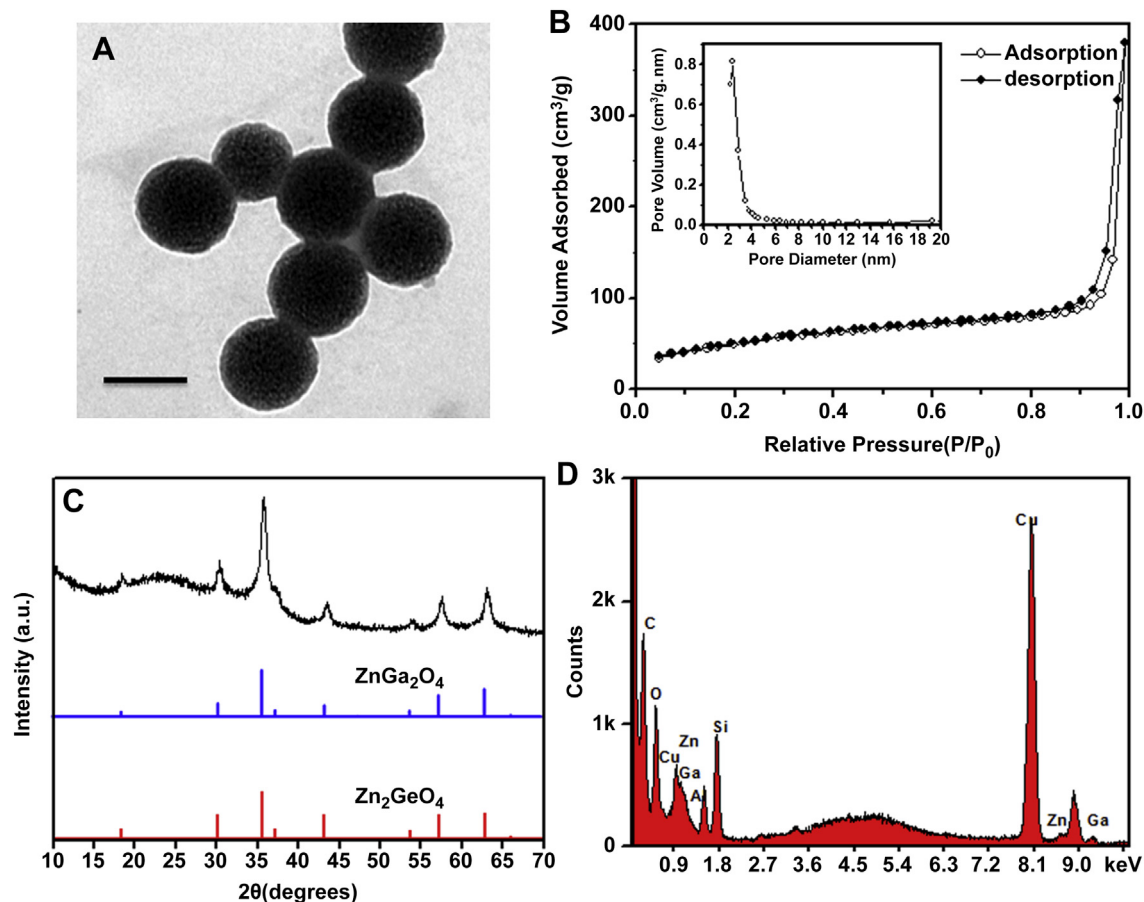 A
B
400
300
200
100
0
Volume Adsorbed (cm³/g)
0.0 0.2 0.4 0.6 0.8 1.0
Relative Pressure(P/P₀)
Adsorption
desorption
0.8
0.6
0.4
0.2
0.0
Pore Volume (cm³/g.nm)
0 2 4 6 8 10 12 14 16 18 20
Pore Diameter (nm)
C
Intensity (a.u.)
ZnGa₂O₄
Zn₂GeO₄
10 15 20 25 30 35 40 45 50 55 60 65 70
2θ(degrees)
D
3k
2k
1k
0
Counts
C
O
Cu
Zn
Ga
A
Si
Cu
Zn
Ga
0.9 1.8 2.7 3.6 4.5 5.4 6.3 7.2 8.1 9.0 keV